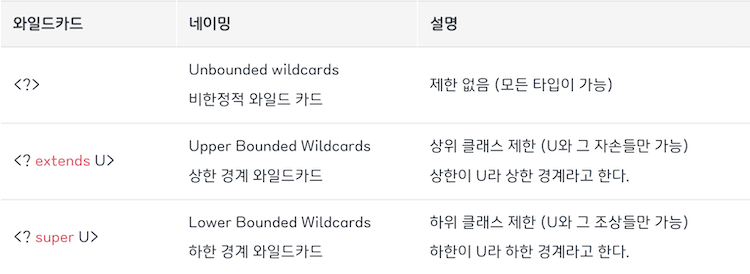 와일드카드 네이밍 설명
<?> Unbounded wildcards
비한정적 와일드 카드 제한 없음 (모든 타입이 가능)
<? extends U> Upper Bounded Wildcards
상한 경계 와일드카드 상위 클래스 제한 (U와 그 자손들만 가능)
상한이 U라 상한 경계라고 한다.
<? super U> Lower Bounded Wildcards
하한 경계 와일드카드 하위 클래스 제한 (U와 그 조상들만 가능)
하한이 U라 하한 경계라고 한다.